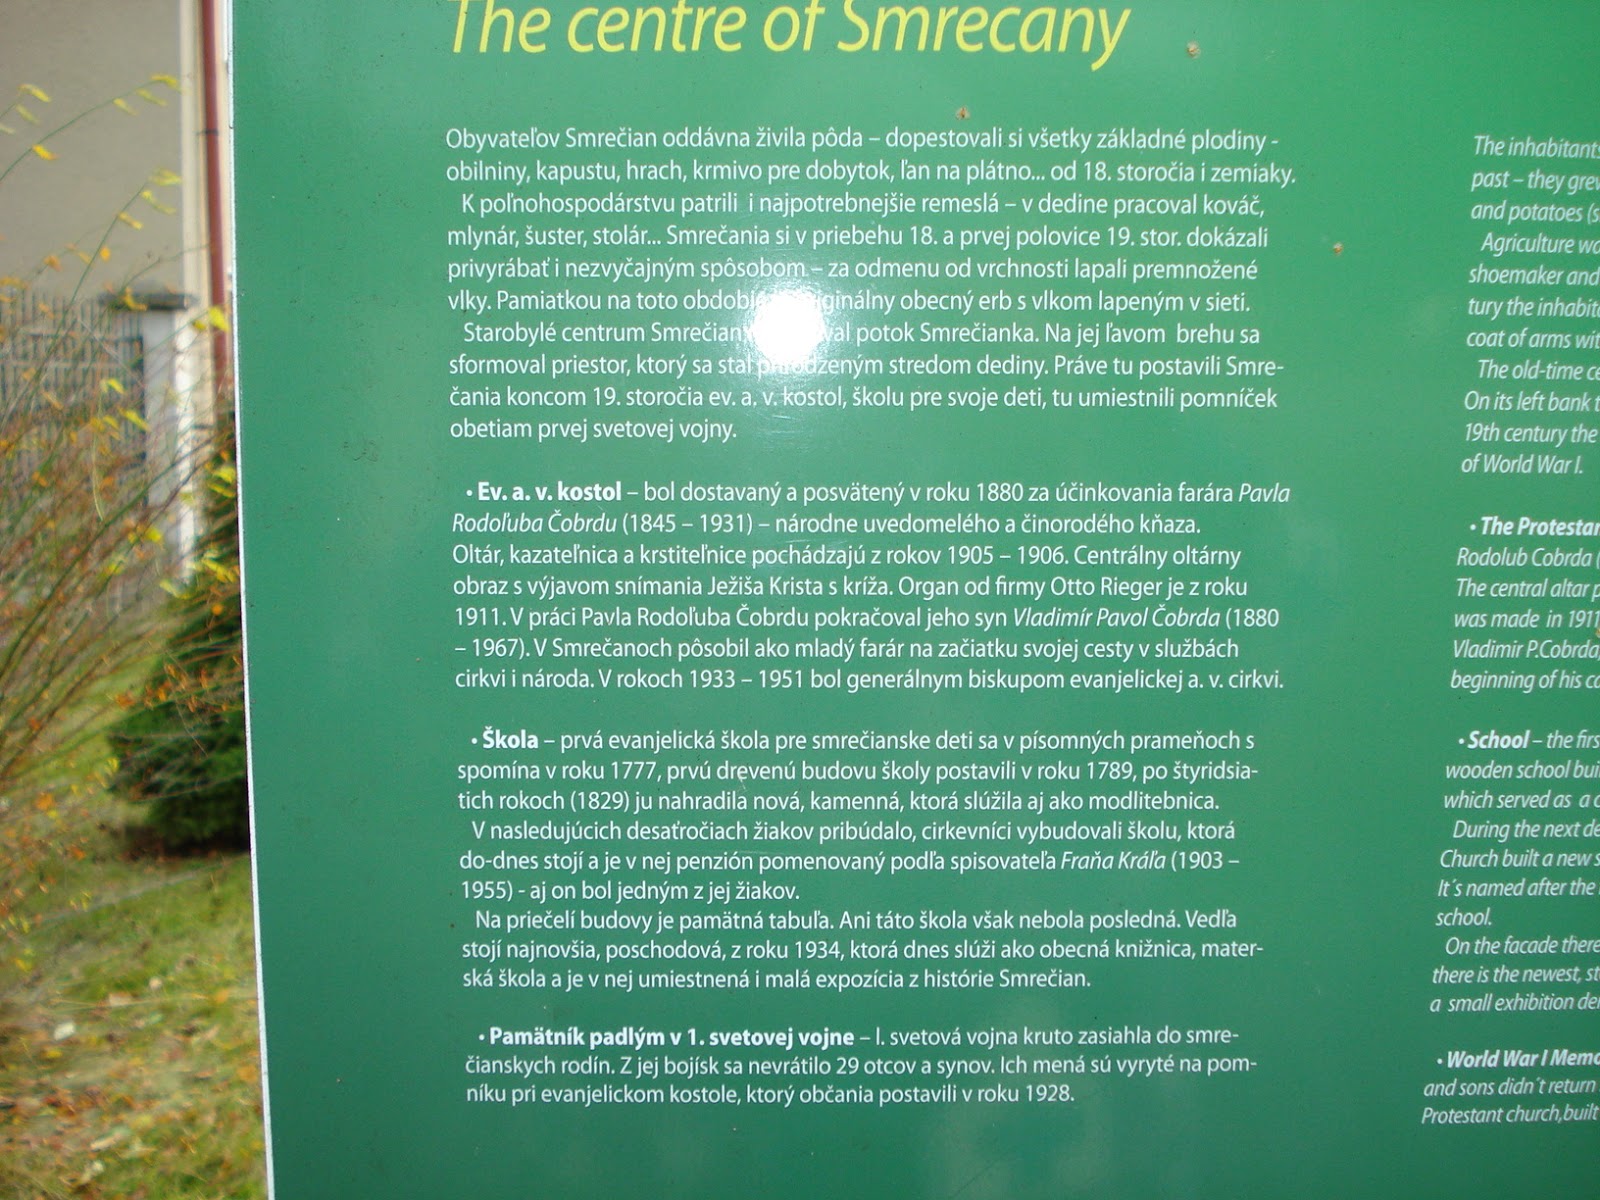 The centre of Smrecany
Obyvateľov Smrečian oddávna živila pôda – dopestovali si všetky základné plodiny -
obilniny, kapustu, hrach, krmivo pre dobytok, ľan na plátno... od 18. storočia i zemiaky.
K poľnohospodárstvu patrili i najpotrebnejšie remeslá – v dedine pracoval kováč,
mlynár, šuster, stolár... Smrečania si v priebehu 18. a prvej polovice 19. stor. dokázali
privyrábať i nezvyčajným spôsobom – za odmenu od vrchnosti lapali premnožené
vlky. Pamiatkou na toto obdobie originálny obecný erb s vlkom lapeným v sieti.
Starobylé centrum Smrečian potok Smrečianka. Na jej ľavom brehu sa
sformoval priestor, ktorý sa stal prirodzeným stredom dediny. Práve tu postavili Smre-
čania koncom 19. storočia ev. a. v. kostol, školu pre svoje deti, tu umiestnili pomníček
obetiam prvej svetovej vojny.
• Ev. a. v. kostol – bol dostavaný a posvätený v roku 1880 za účinkovania farára Pavla
Rodoľuba Čobrdu (1845 – 1931) – národne uvedomelého a činorodého kňaza.
Oltár, kazateľnica a krstiteľnice pochádzajú z rokov 1905 – 1906. Centrálny oltárny
obraz s výjavom snímania Ježiša Krista s kríža. Organ od firmy Otto Rieger je z roku
1911. V práci Pavla Rodoľuba Čobrdu pokračoval jeho syn Vladimír Pavol Čobrda (1880
– 1967). V Smrečanoch pôsobil ako mladý farár na začiatku svojej cesty v službách
cirkvi i národa. V rokoch 1933 – 1951 bol generálnym biskupom evanjelickej a. v. cirkvi.
• Škola – prvá evanjelická škola pre smrečianske deti sa v písomných prameňoch s
spomína v roku 1777, prvú drevenú budovu školy postavili v roku 1789, po štyridsia-
tich rokoch (1829) ju nahradila nová, kamenná, ktorá slúžila aj ako modlitebnica.
V nasledujúcich desaťročiach žiakov pribúdalo, cirkevníci vybudovali školu, ktorá
do-dnes stojí a je v nej penzión pomenovaný podľa spisovateľa Fraňa Kráľa (1903 –
1955) - aj on bol jedným z jej žiakov.
Na priečelí budovy je pamätná tabuľa. Ani táto škola však nebola posledná. Vedľa
stojí najnovšia, poschodová, z roku 1934, ktorá dnes slúži ako obecná knižnica, mater-
ská škola a je v nej umiestnená i malá expozícia z histórie Smrečian.
• Pamätník padlým v 1. svetovej vojne – I. svetová vojna kruto zasiahla do smre-
čianskych rodín. Z jej bojísk sa nevrátilo 29 otcov a synov. Ich mená sú vyryté na pom-
níku pri evanjelickom kostole, ktorý občania postavili v roku 1928.
The inhabitants
past – they grew
and potatoes (s
Agriculture wa
shoemaker and
tury the inhabita
coat of arms wit
The old-time ce
On its left bank t
19th century the
of World War I.
• The Protestan
Rodolub Cobrda (
The central altar p
was made in 1911
Vladimir P.Cobrda,
beginning of his ca
• School – the firs
wooden school buil
which served as a c
During the next de
Church built a new s
It´s named after the
school.
On the facade there
there is the newest, st
a small exhibition de
• World War I Memo
and sons didn´t return
Protestant church,built